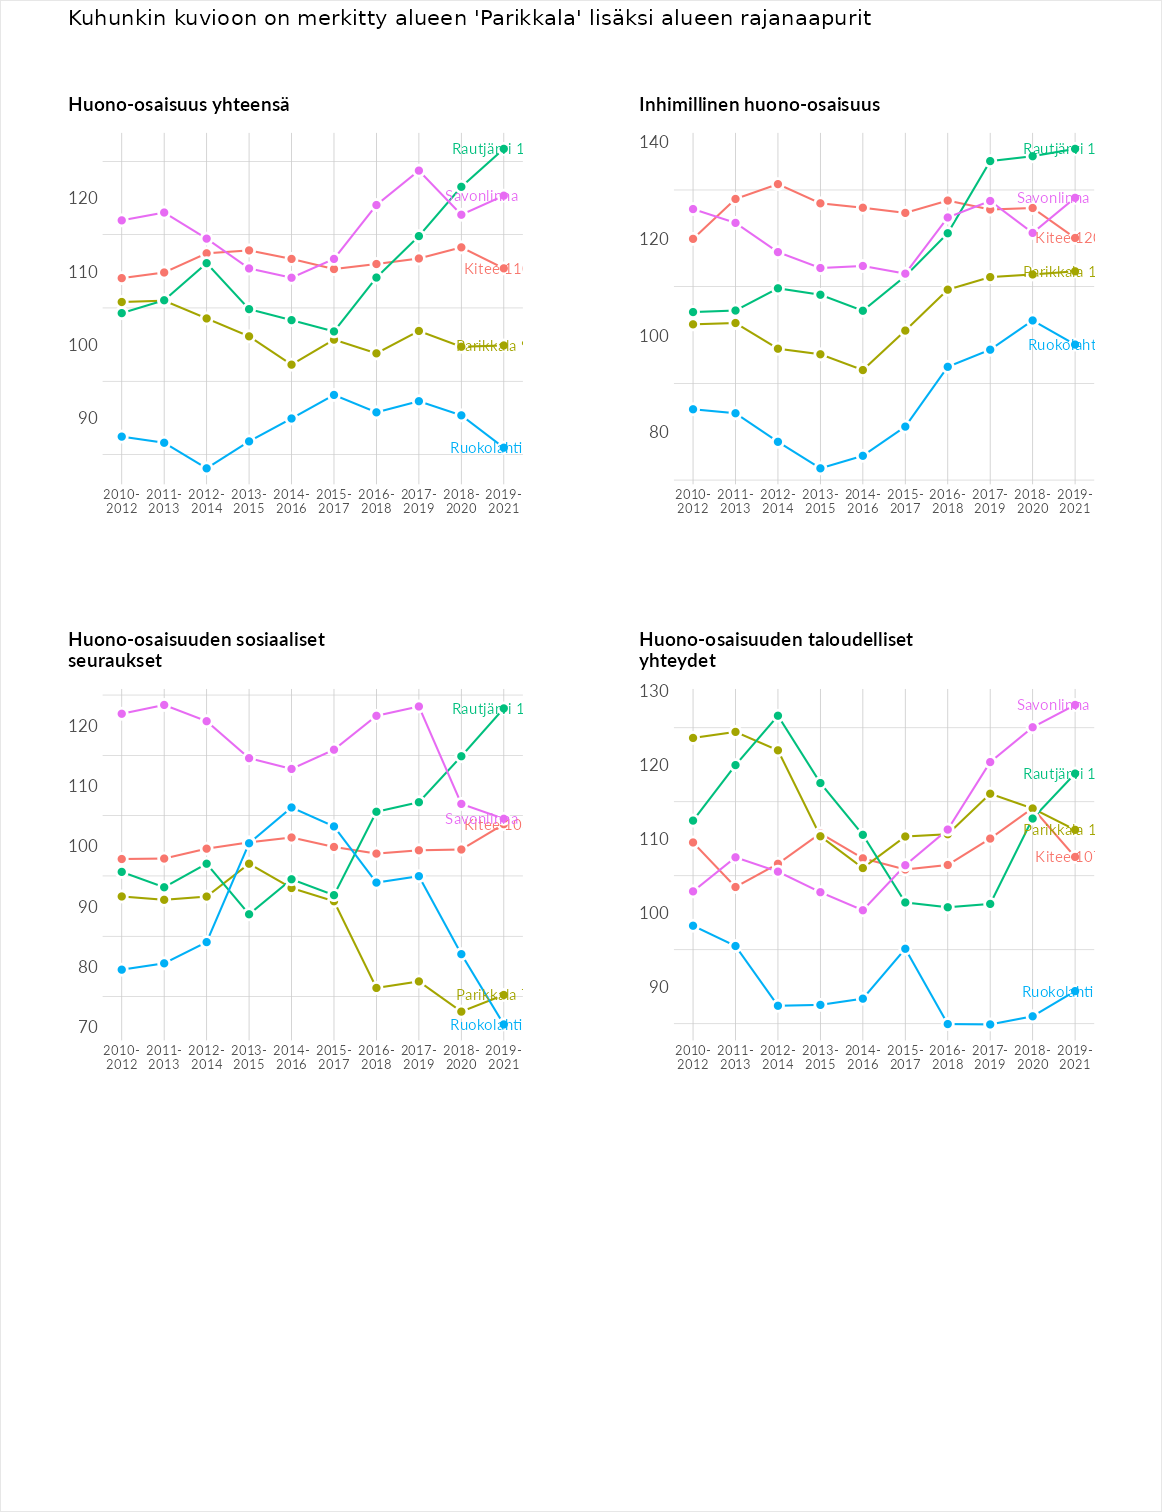 Kuhunkin kuvioon on merkitty alueen 'Parikkala' lisäksi alueen rajanaapurit
Huono-osaisuus yhteensä
120
110
100
90
Rautjärvi 1
Savonlinna
Kitee 110
Parikkala
Ruokolahti
2010- 2011- 2012- 2013- 2014- 2015- 2016- 2017- 2018- 2019-
2012 2013 2014 2015 2016 2017 2018 2019 2020 2021
Inhimillinen huono-osaisuus
140
120
100
80
Rautjärvi 1
Savonlinna
Kitee 120
Parikkala 1
Ruokolaht
2010- 2011- 2012- 2013- 2014- 2015- 2016- 2017- 2018- 2019-
2012 2013 2014 2015 2016 2017 2018 2019 2020 2021
Huono-osaisuuden sosiaaliset
seuraukset
120
110
100
90
80
70
Rautjärvi 1
Savonlinna
Kitee 10
Parikkala
Ruokolahti
2010- 2011- 2012- 2013- 2014- 2015- 2016- 2017- 2018- 2019-
2012 2013 2014 2015 2016 2017 2018 2019 2020 2021
Huono-osaisuuden taloudelliset
yhteydet
130
120
110
100
90
Savonlinna
Rautjärvi 1
Parikkala 1
Kitee 107
Ruokolahti
2010- 2011- 2012- 2013- 2014- 2015- 2016- 2017- 2018- 2019-
2012 2013 2014 2015 2016 2017 2018 2019 2020 2021